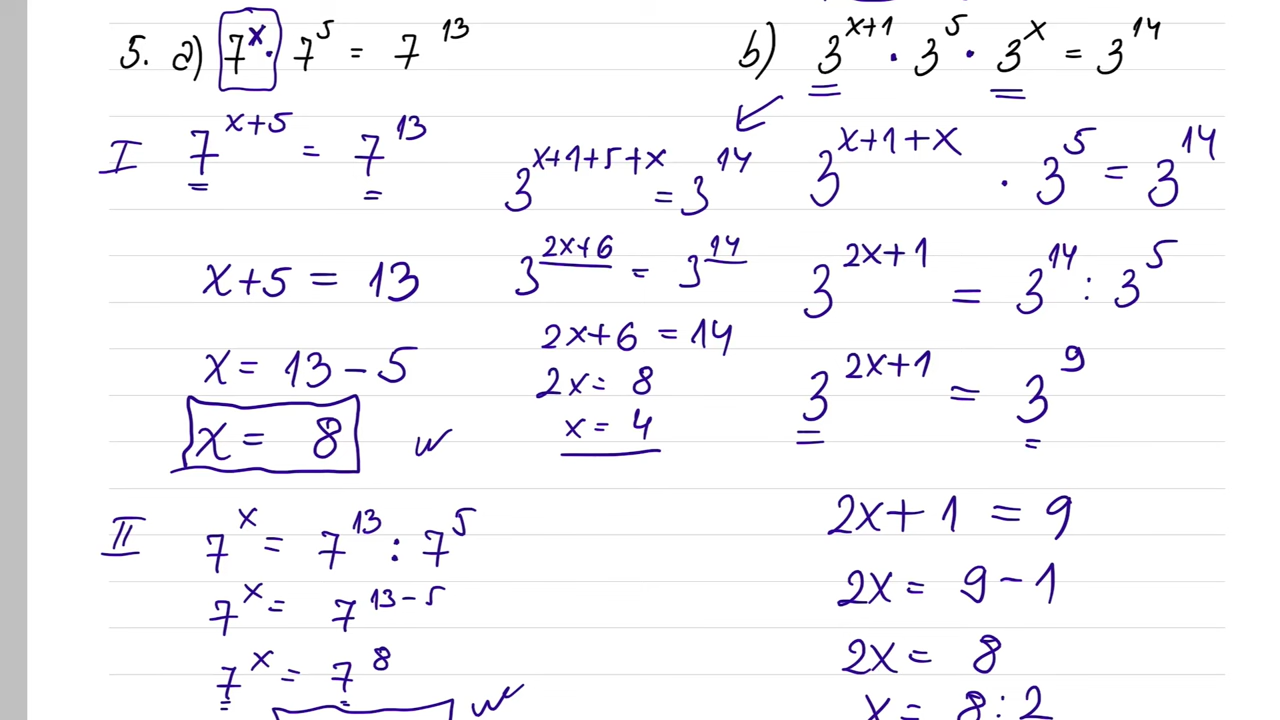 5. a) 7^x · 7^5 = 7^13
I 7^(x+5) = 7^13
x+5 = 13
x = 13 - 5
x = 8 w
II 7^x = 7^13 : 7^5
7^x = 7^(13-5)
7^x = 7^8
w
b) 3^(x+1) · 3^5 · 3^x = 3^14
3^(x+1+5+x) = 3^14
3^(2x+6) = 3^14
2x+6 = 14
2x = 8
x = 4
3^(x+1+x) · 3^5 = 3^14
3^(2x+1) = 3^14 : 3^5
3^(2x+1) = 3^9
2x+1 = 9
2x = 9-1
2x = 8
x = 8:2